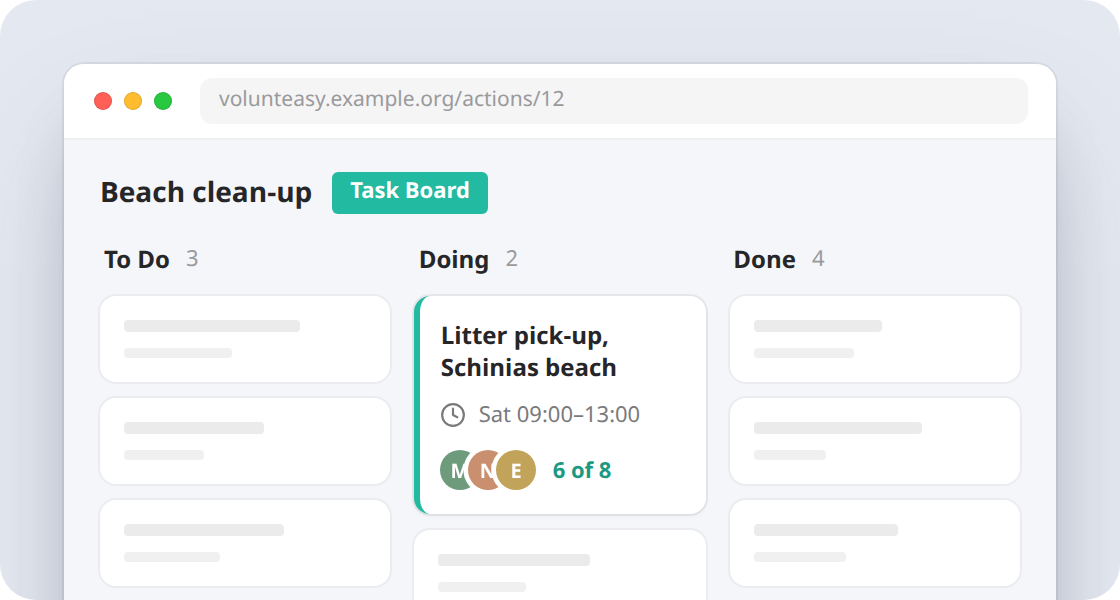 volunteasy.example.org/actions/12
Beach clean-up
Task Board
To Do 3
Doing 2
Done 4
Litter pick-up,
Schinias beach
Sat 09:00–13:00
M N E 6 of 8